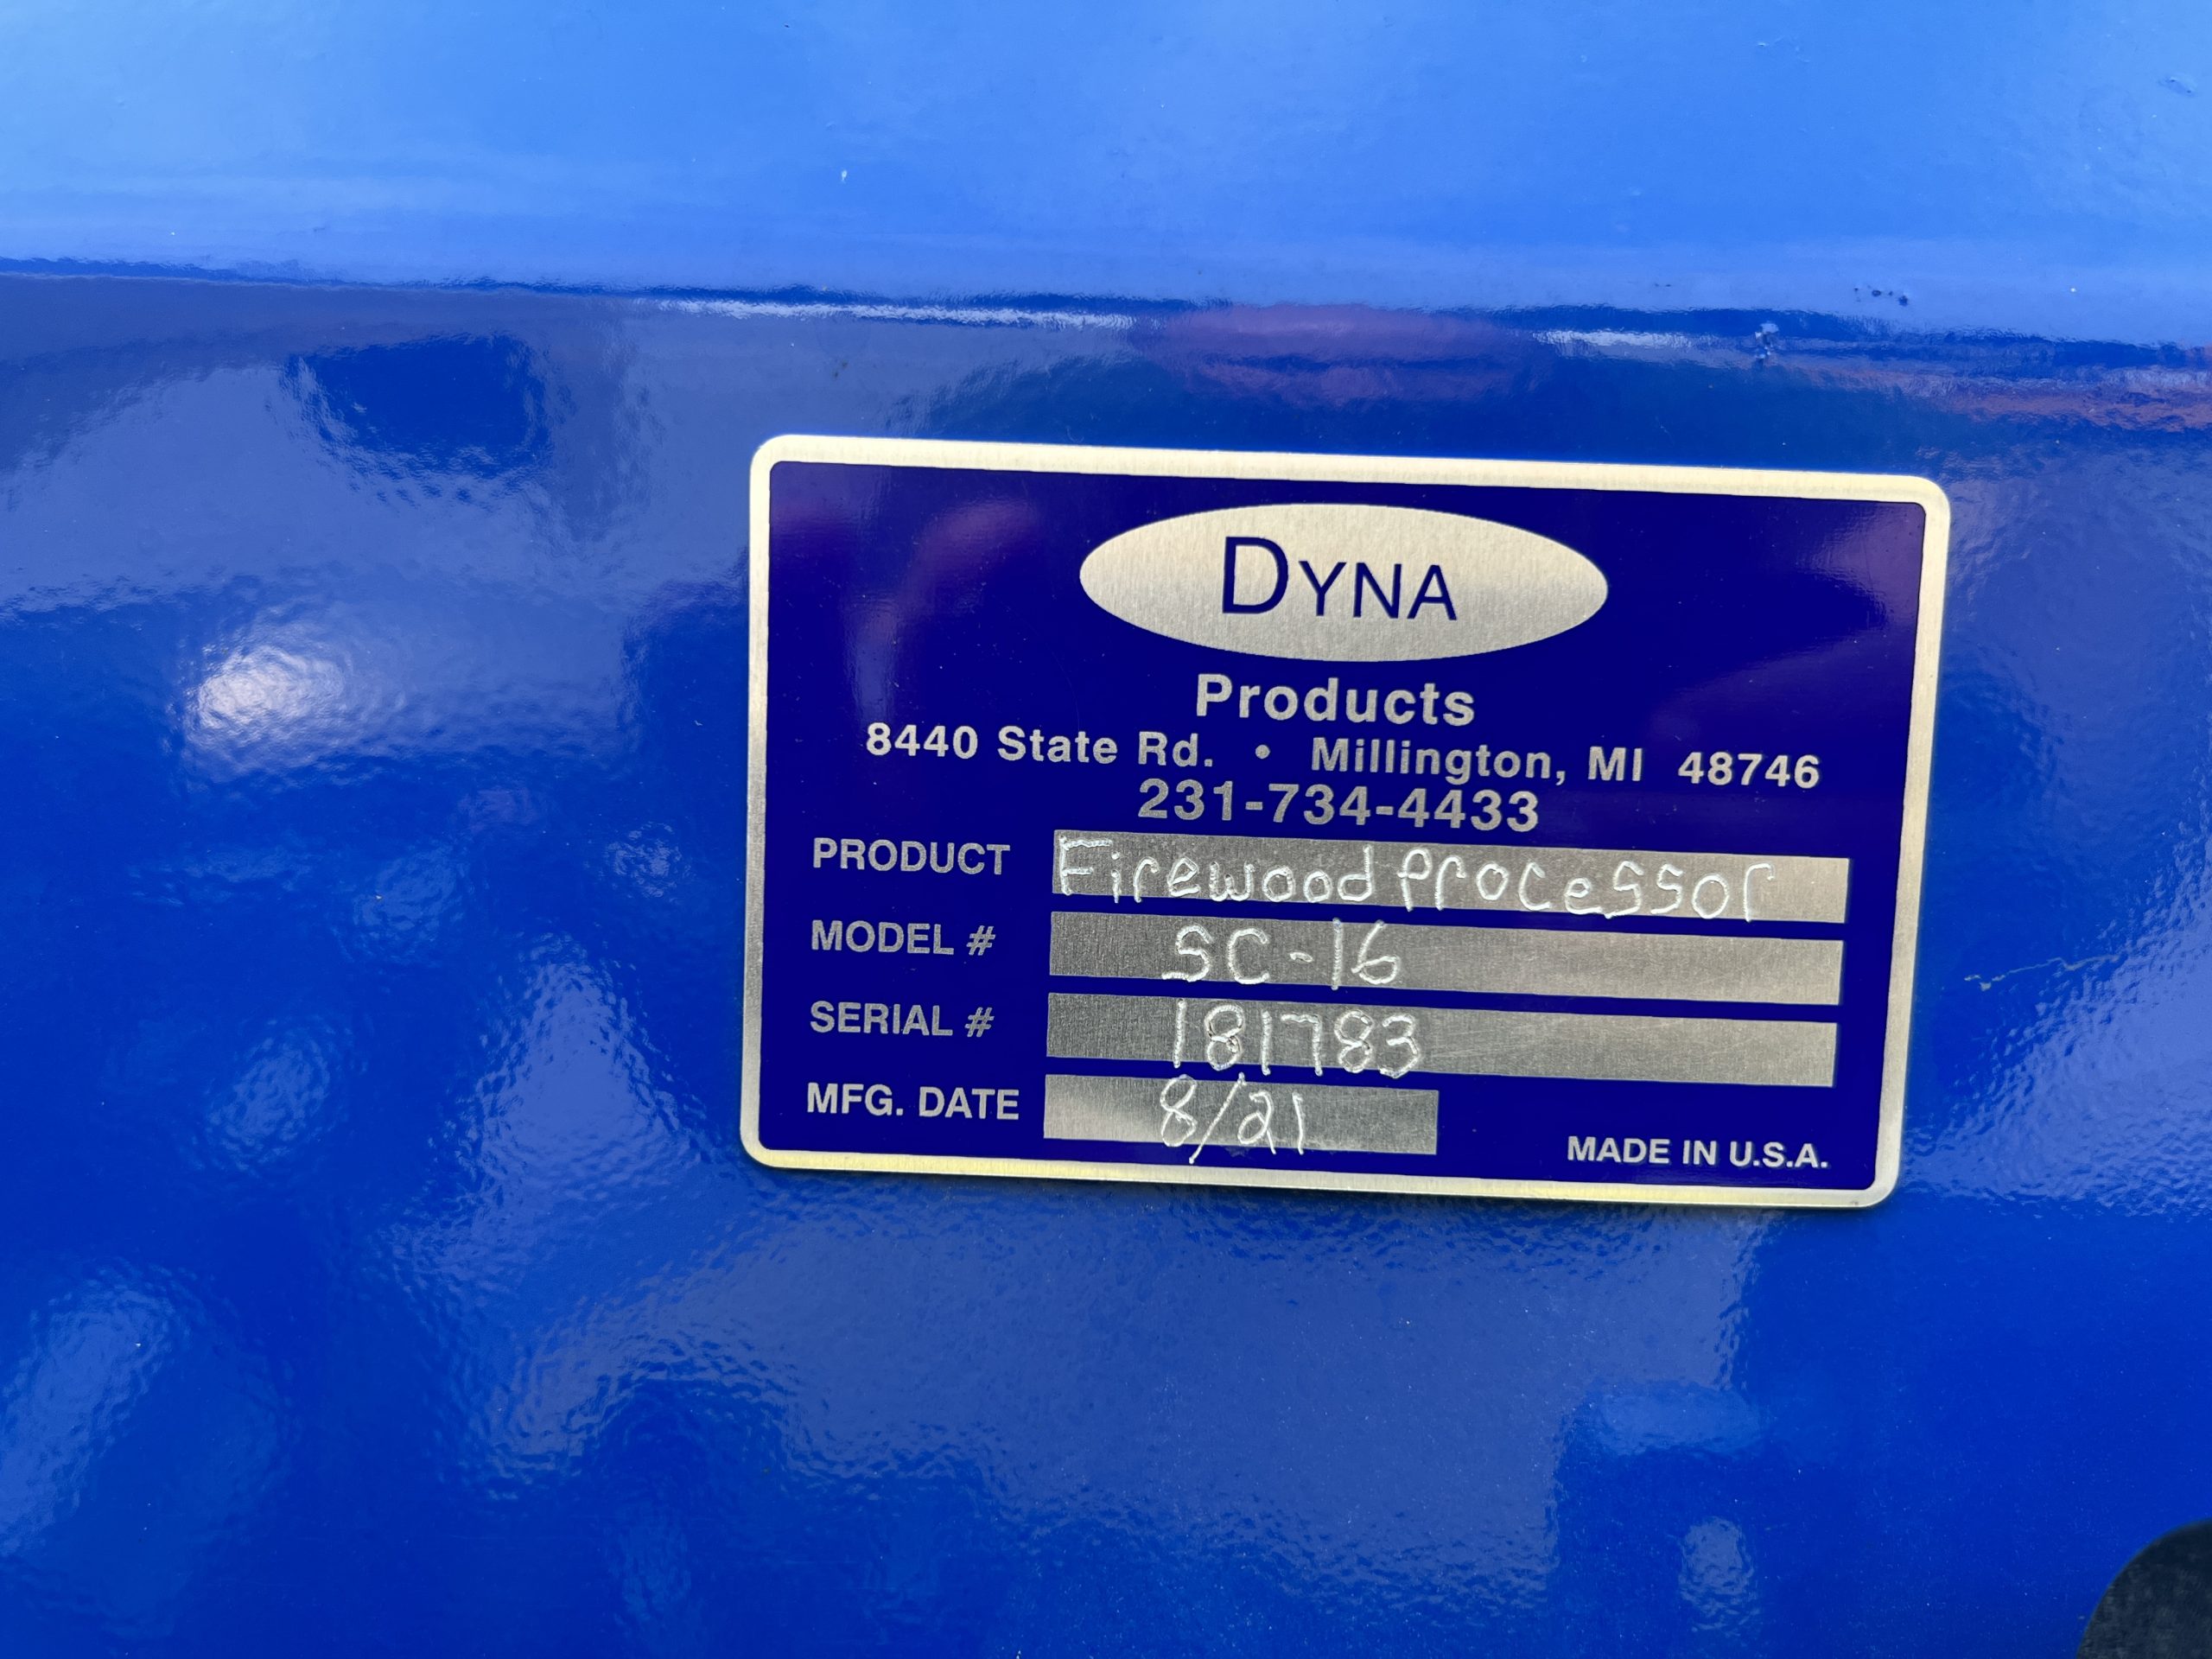 DYNA
Products
8440 State Rd. • Millington, MI 48746
231-734-4433
PRODUCT Firewood Processor
MODEL # SC-16
SERIAL # 181783
MFG. DATE 8/21
MADE IN U.S.A.